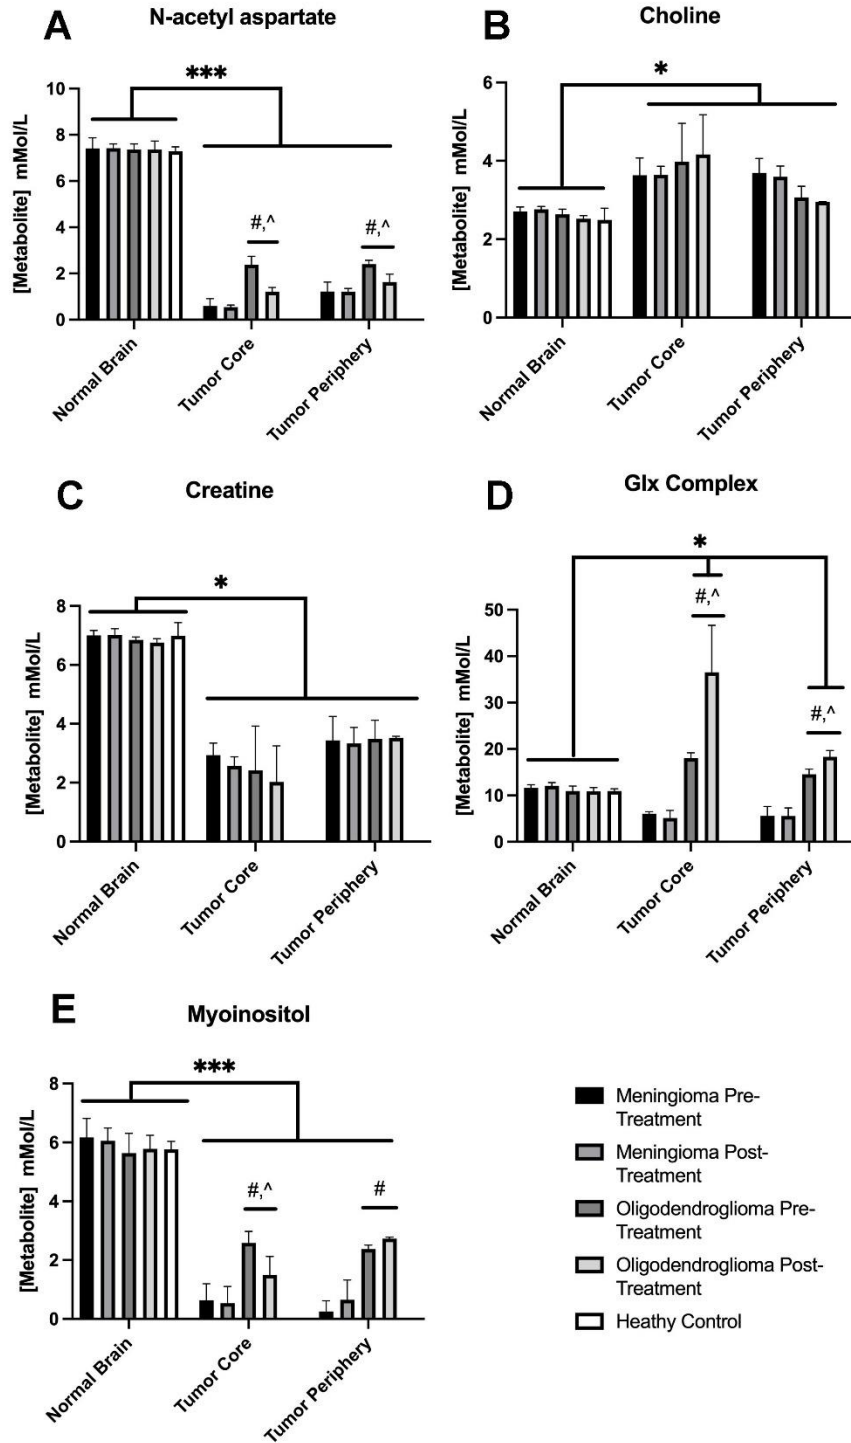 A
N-acetyl aspartate
[Metabolite] mMol/L
10
8
6
4
2
0
***
#,^
#,^
Normal Brain
Tumor Core
Tumor Periphery
B
Choline
[Metabolite] mMol/L
6
4
2
0
*
Normal Brain
Tumor Core
Tumor Periphery
C
Creatine
[Metabolite] mMol/L
8
6
4
2
0
*
Normal Brain
Tumor Core
Tumor Periphery
D
Glx Complex
[Metabolite] mMol/L
50
40
30
20
10
0
*
#,^
#,^
Normal Brain
Tumor Core
Tumor Periphery
E
Myoinositol
[Metabolite] mMol/L
8
6
4
2
0
***
#,^
#
Normal Brain
Tumor Core
Tumor Periphery
Meningioma Pre-
Treatment
Meningioma Post-
Treatment
Oligodendroglioma Pre-
Treatment
Oligodendroglioma Post-
Treatment
Heathy Control